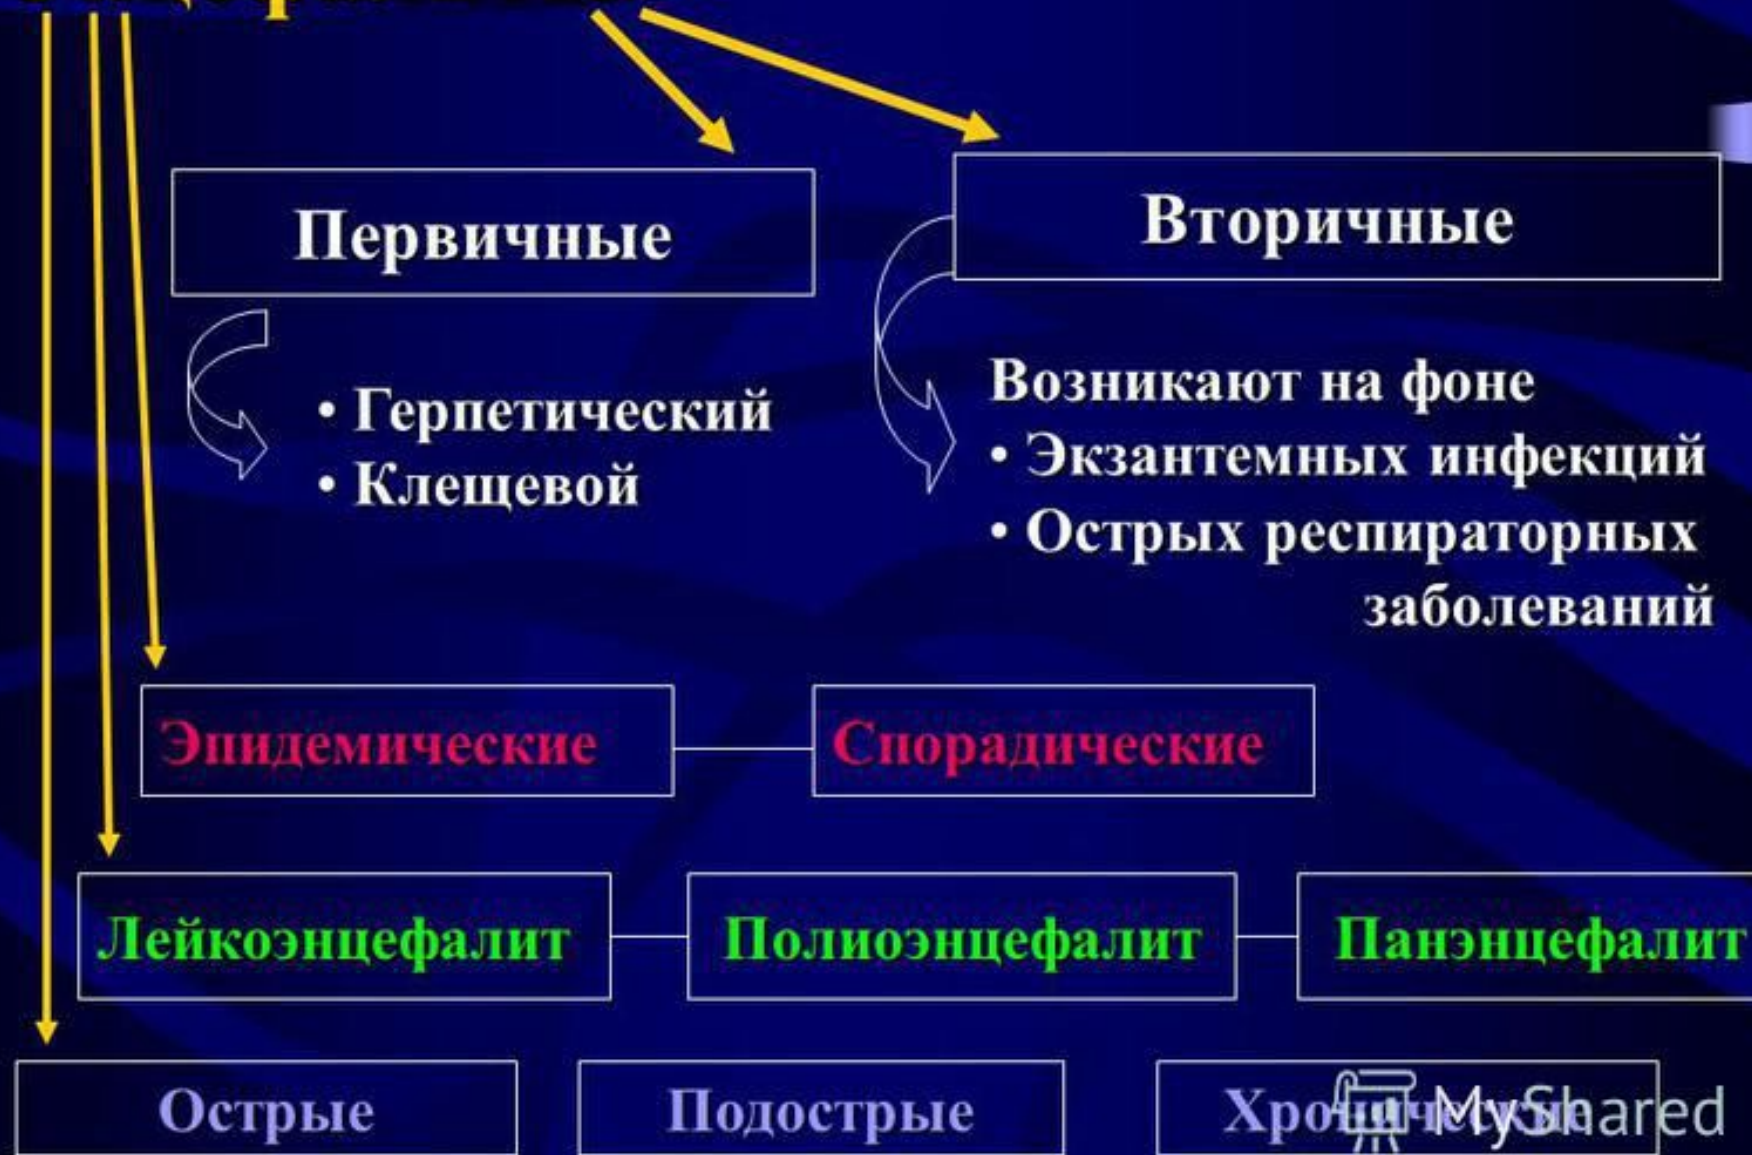 Первичные
Вторичные
• Герпетический
• Клещевой
Возникают на фоне
• Экзантемных инфекций
• Острых респираторных
заболеваний
Эпидемические
Спорадические
Лейкоэнцефалит
Полиоэнцефалит
Панэнцефалит
Острые
Подострые
Хронические
MyShared